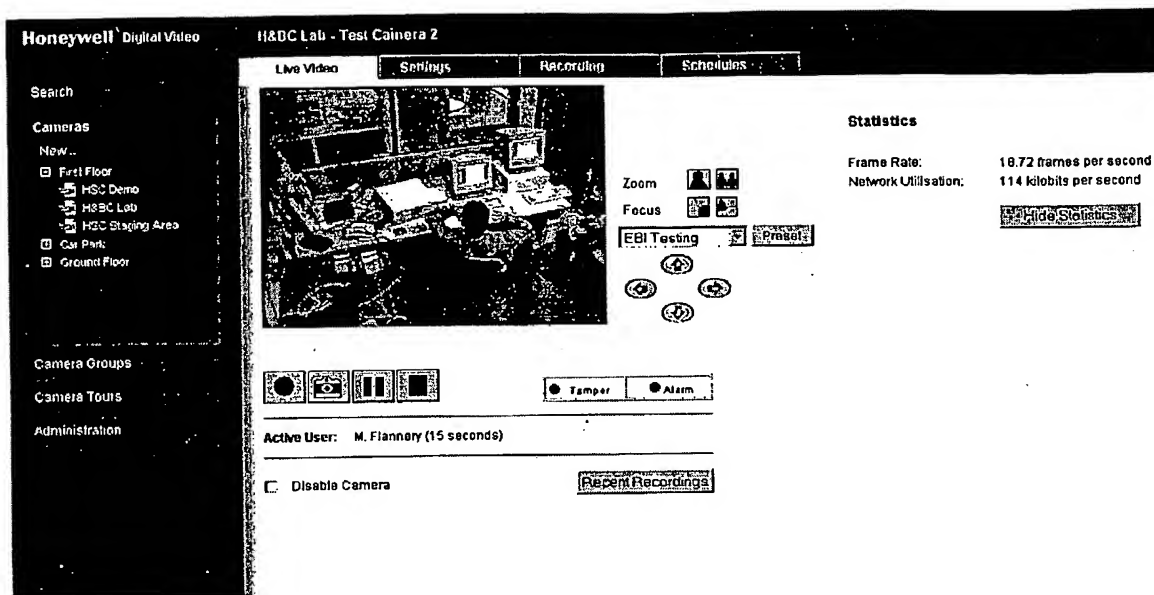 Honeywell Digital Video
H&BC Lab - Test Camera 2
Live Video
Settings
Recording
Schedules
Search
Cameras
New...
First Floor
HSC Demo
H&BC Lab
HSC Staging Area
Car Park
Ground Floor
Camera Groups
Camera Tours
Administration
Zoom
Focus
EBI Testing
Preset
Tamper
Alarm
Active User: M. Flannery (15 seconds)
Disable Camera
Recent Recordings
Statistics
Frame Rate: 18.72 frames per second
Network Utilisation: 114 kilobits per second
Hide Statistics